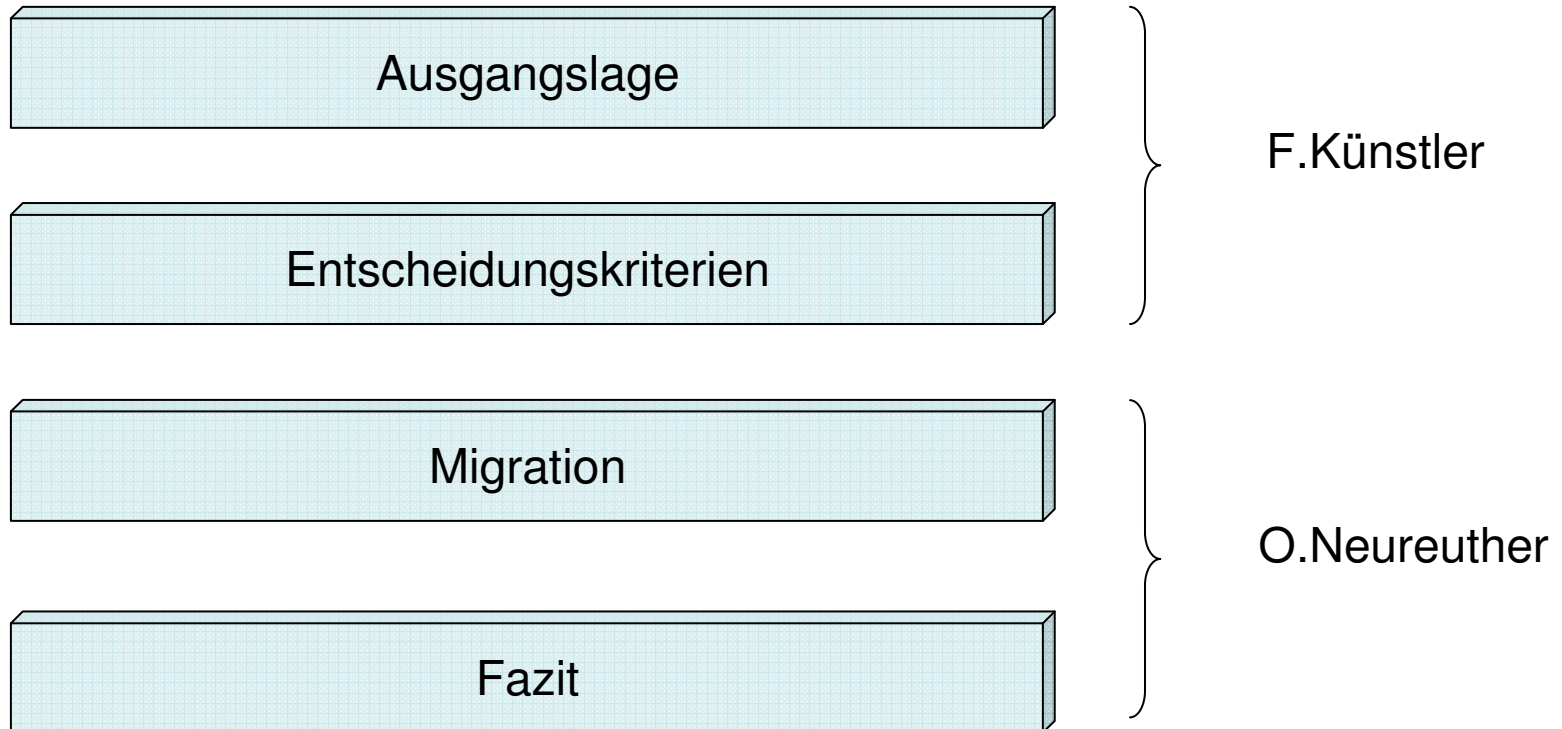 Ausgangslage
F.Künstler
Entscheidungskriterien
Migration
O.Neureuther
Fazit